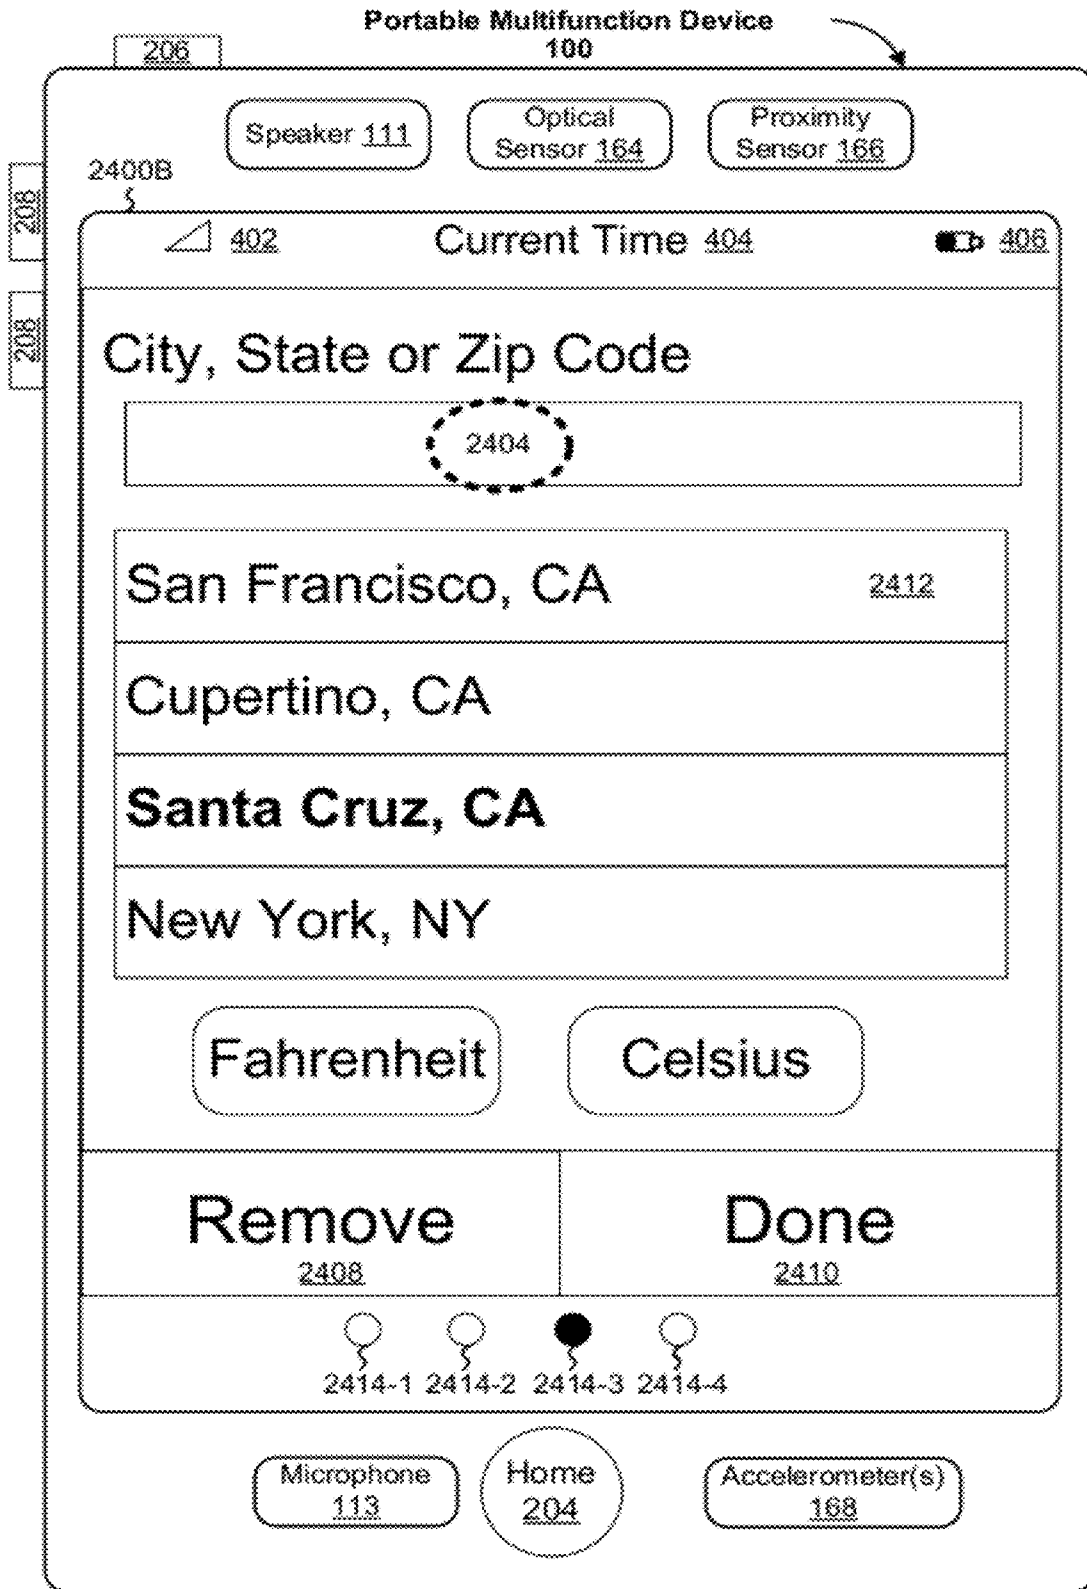 Portable Multifunction Device
100
206
Speaker 111
Optical
Sensor 164
Proximity
Sensor 166
2400B
208
208
402
Current Time 404
406
City, State or Zip Code
2404
San Francisco, CA 2412
Cupertino, CA
Santa Cruz, CA
New York, NY
Fahrenheit
Celsius
Remove
2408
Done
2410
2414-1 2414-2 2414-3 2414-4
Microphone
113
Home
204
Accelerometer(s)
168